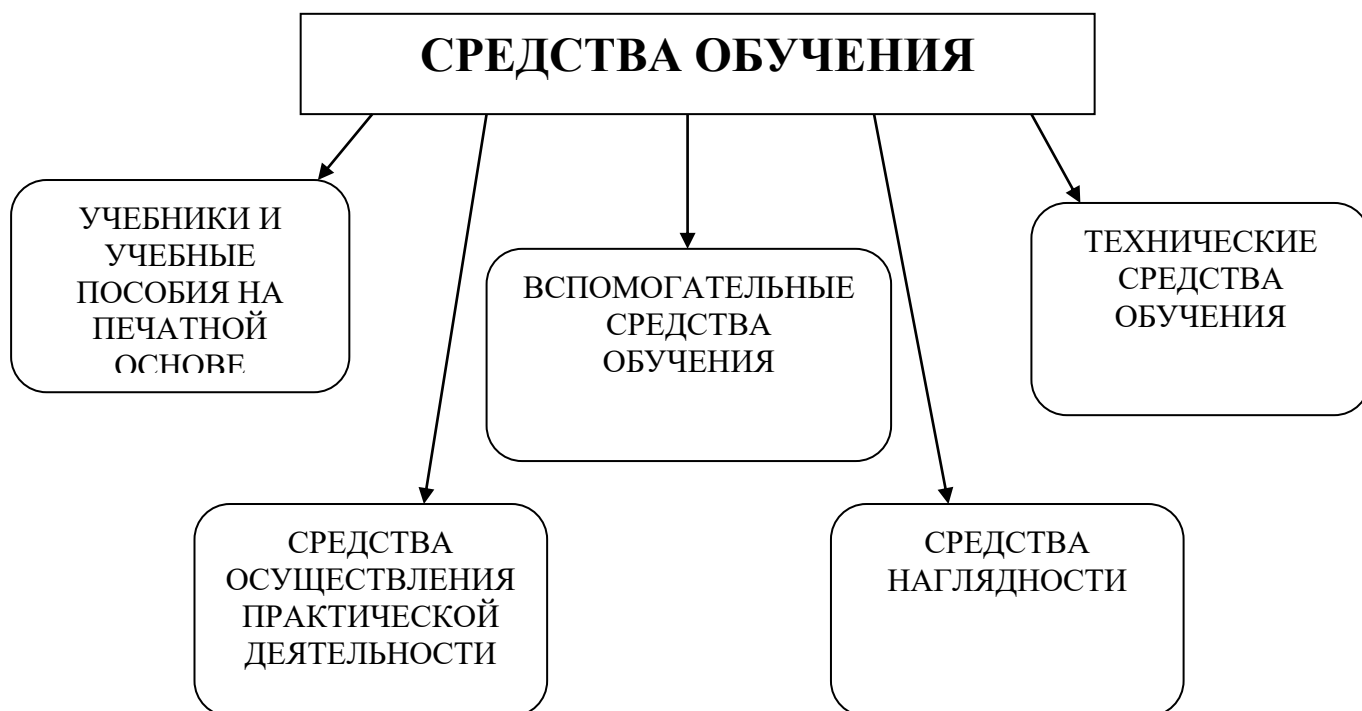 СРЕДСТВА ОБУЧЕНИЯ
УЧЕБНИКИ И
УЧЕБНЫЕ
ПОСОБИЯ НА
ПЕЧАТНОЙ
ОСНОВЕ
ВСПОМОГАТЕЛЬНЫЕ
СРЕДСТВА
ОБУЧЕНИЯ
ТЕХНИЧЕСКИЕ
СРЕДСТВА
ОБУЧЕНИЯ
СРЕДСТВА
ОСУЩЕСТВЛЕНИЯ
ПРАКТИЧЕСКОЙ
ДЕЯТЕЛЬНОСТИ
СРЕДСТВА
НАГЛЯДНОСТИ